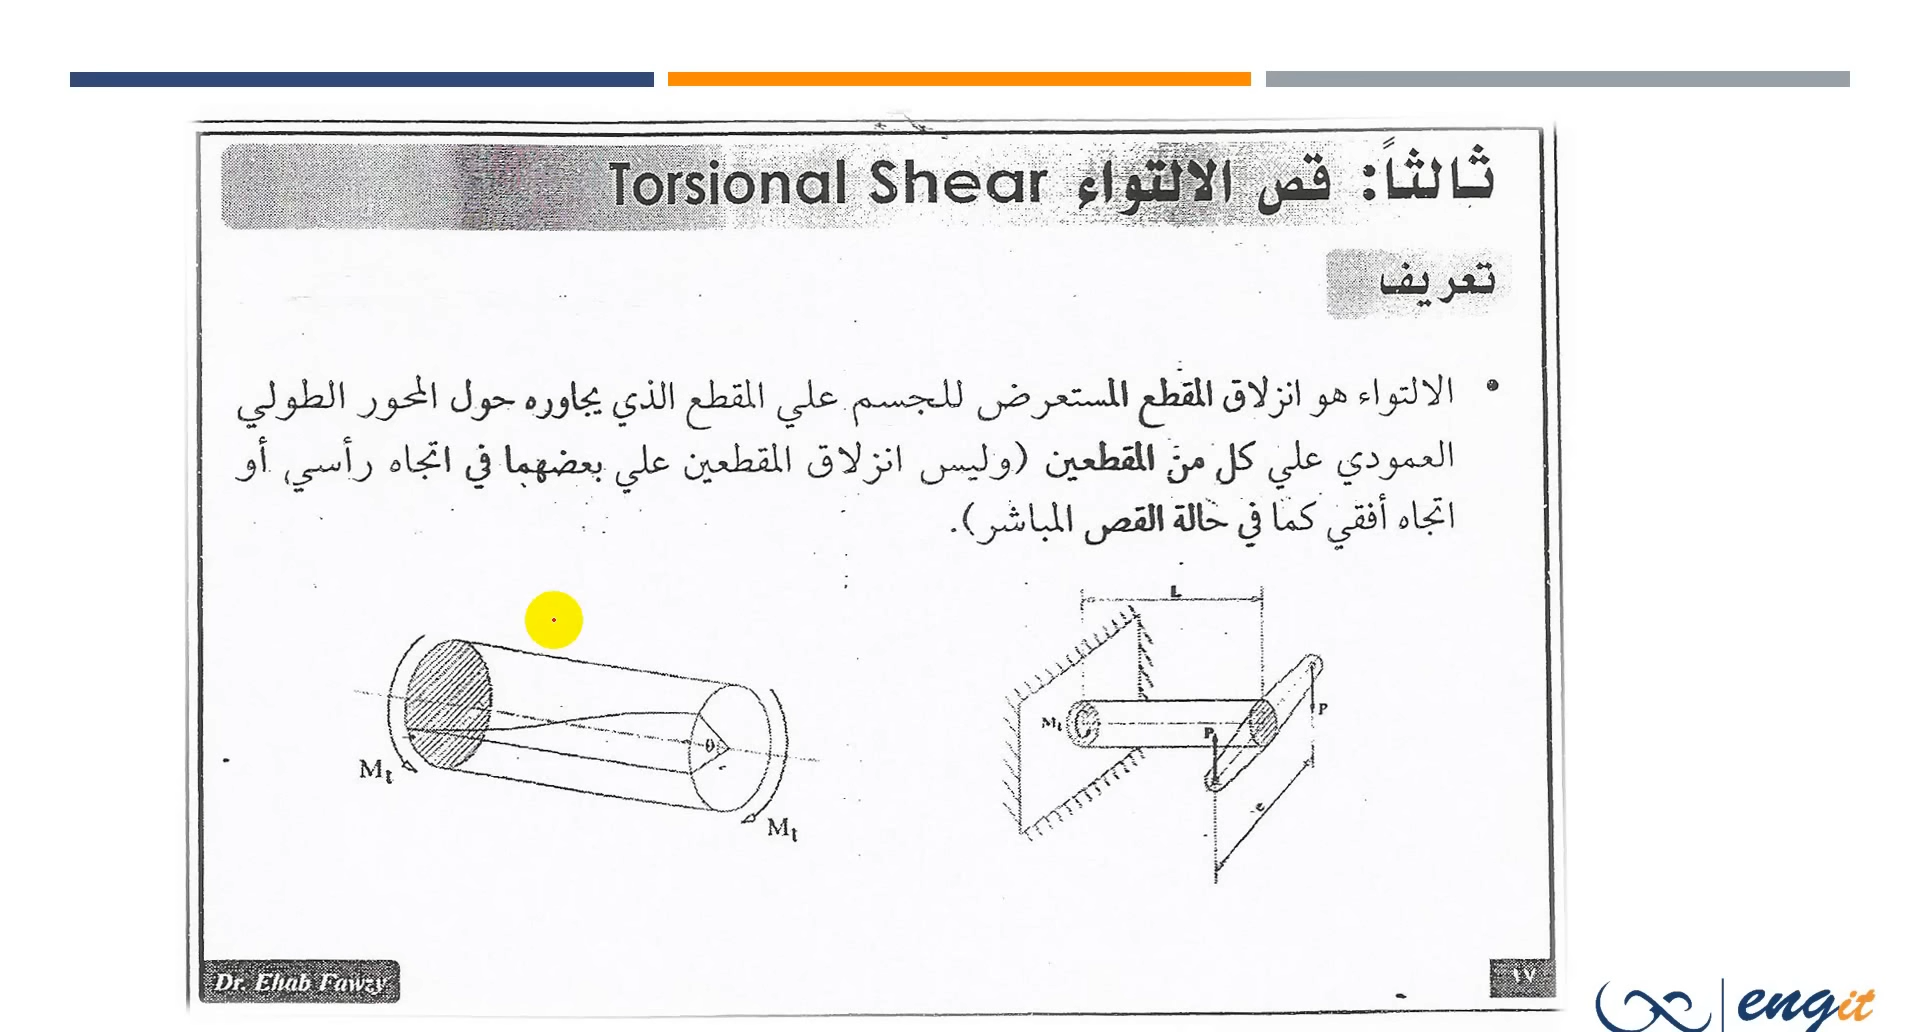 ثالثاً: قص الالتواء Torsional Shear
تعريف
• الالتواء هو انزلاق المقطع المستعرض للجسم علي المقطع الذي يجاوره حول المحور الطولي
العمودي علي كل من المقطعين (وليس انزلاق المقطعين علي بعضهما في اتجاه رأسي أو
اتجاه أفقي كما في حالة القص المباشر).
L
Mt
P
P
e
θ
Mt
Mt
Dr. Ehab Fawzy
١٧
engit